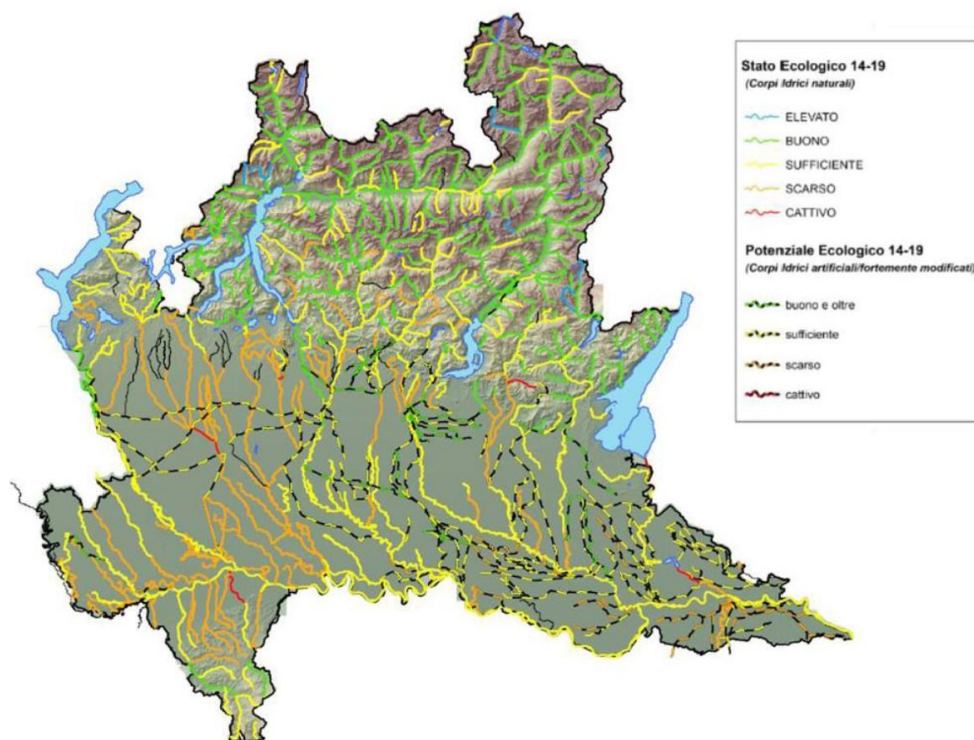 Stato Ecologico 14-19
(Corpi Idrici naturali)
ELEVATO
BUONO
SUFFICIENTE
SCARSO
CATTIVO
Potenziale Ecologico 14-19
(Corpi Idrici artificiali/fortemente modificati)
buono e oltre
sufficiente
scarso
cattivo